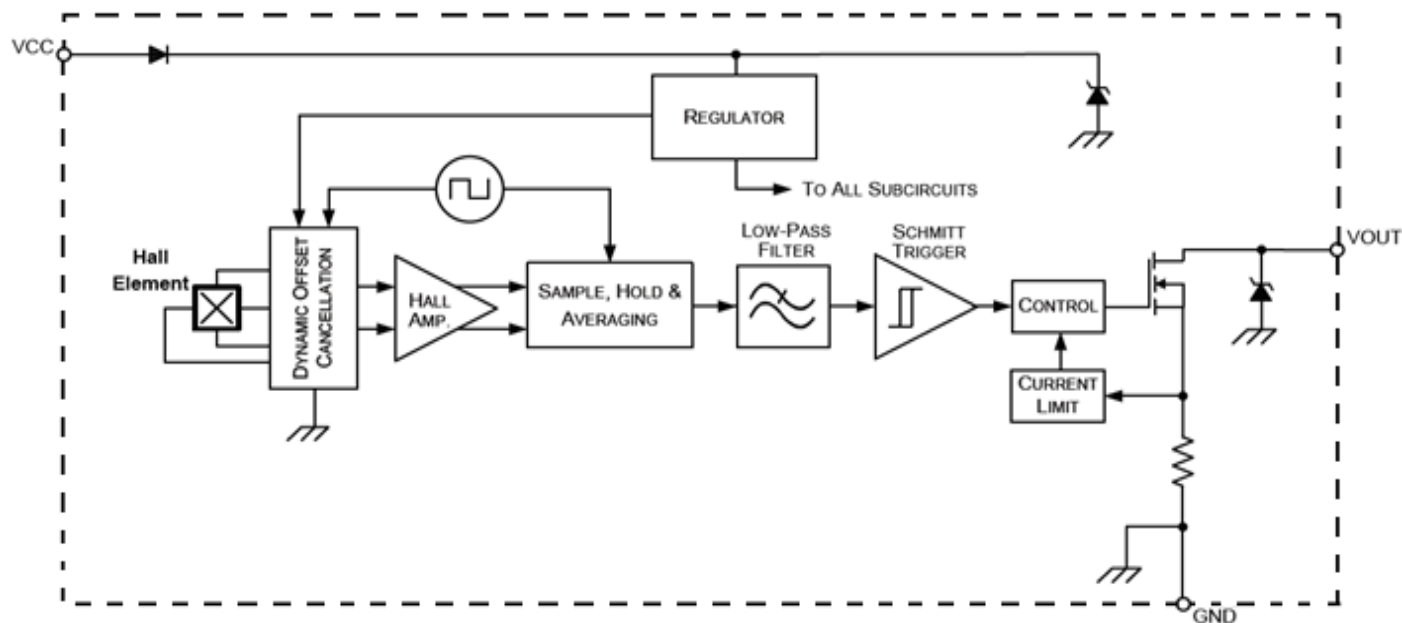 VCC
REGULATOR
TO ALL SUBCIRCUITS
Hall
Element
DYNAMIC OFFSET
CANCELLATION
HALL
AMP.
SAMPLE, HOLD &
AVERAGING
LOW-PASS
FILTER
SCHMITT
TRIGGER
CONTROL
CURRENT
LIMIT
VOUT
GND